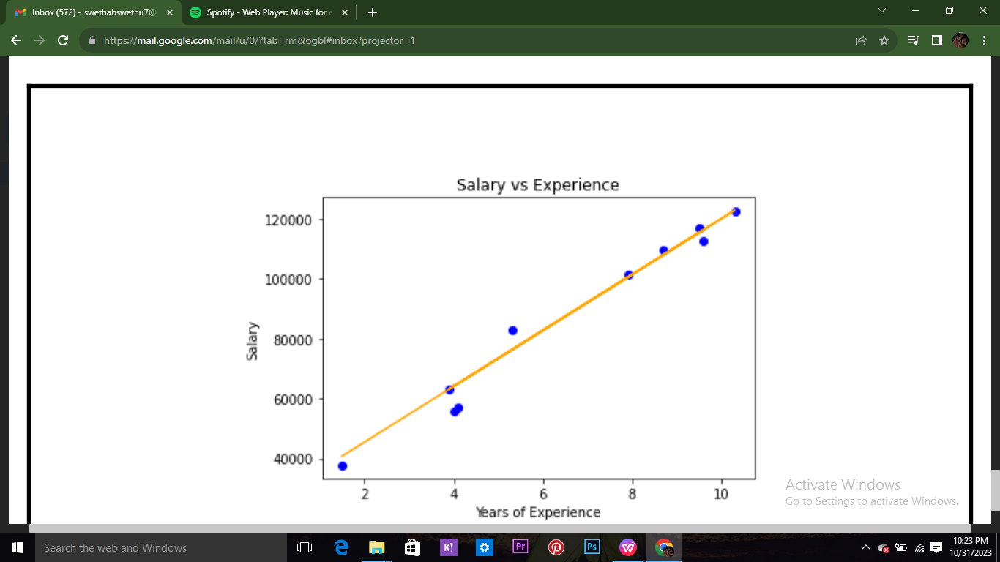 Inbox (572) - swethabswethu7@
Spotify - Web Player: Music for e
https://mail.google.com/mail/u/0/?tab=rm&ogbl#inbox?projector=1
Salary vs Experience
120000
100000
80000
60000
40000
Salary
2 4 6 8 10
Years of Experience
Activate Windows
Go to Settings to activate Windows.
Search the web and Windows
K!
Pr
Ps
10:23 PM
10/31/2023